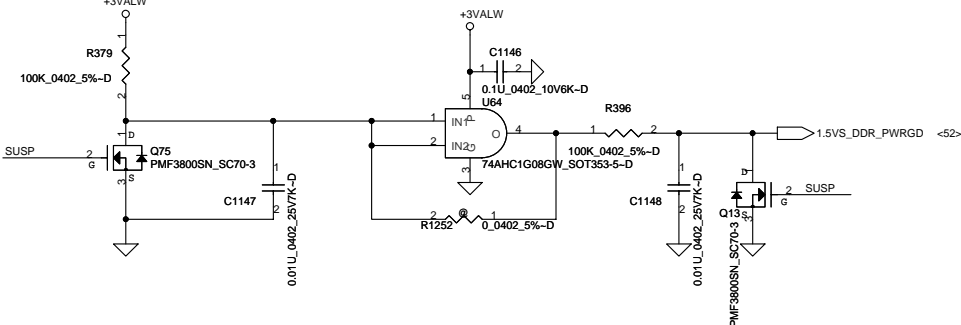 +3VALW
1
R379
100K_0402_5%~D
2
1
D
SUSP
2
G
Q75
PMF3800SN_SC70-3
3
S
1
C1147
2
0.01U_0402_25V7K~D
+3VALW
C1146
1
2
0.1U_0402_10V6K~D
U64
5
P
1
IN1
2
IN2
G
O
4
3
74AHC1G08GW_SOT353-5~D
2
@
1
R1252
0_0402_5%~D
R396
1
2
100K_0402_5%~D
1
C1148
2
0.01U_0402_25V7K~D
1.5VS_DDR_PWRGD <52>
1
D
2
G
SUSP
Q13
S
3
PMF3800SN_SC70-3